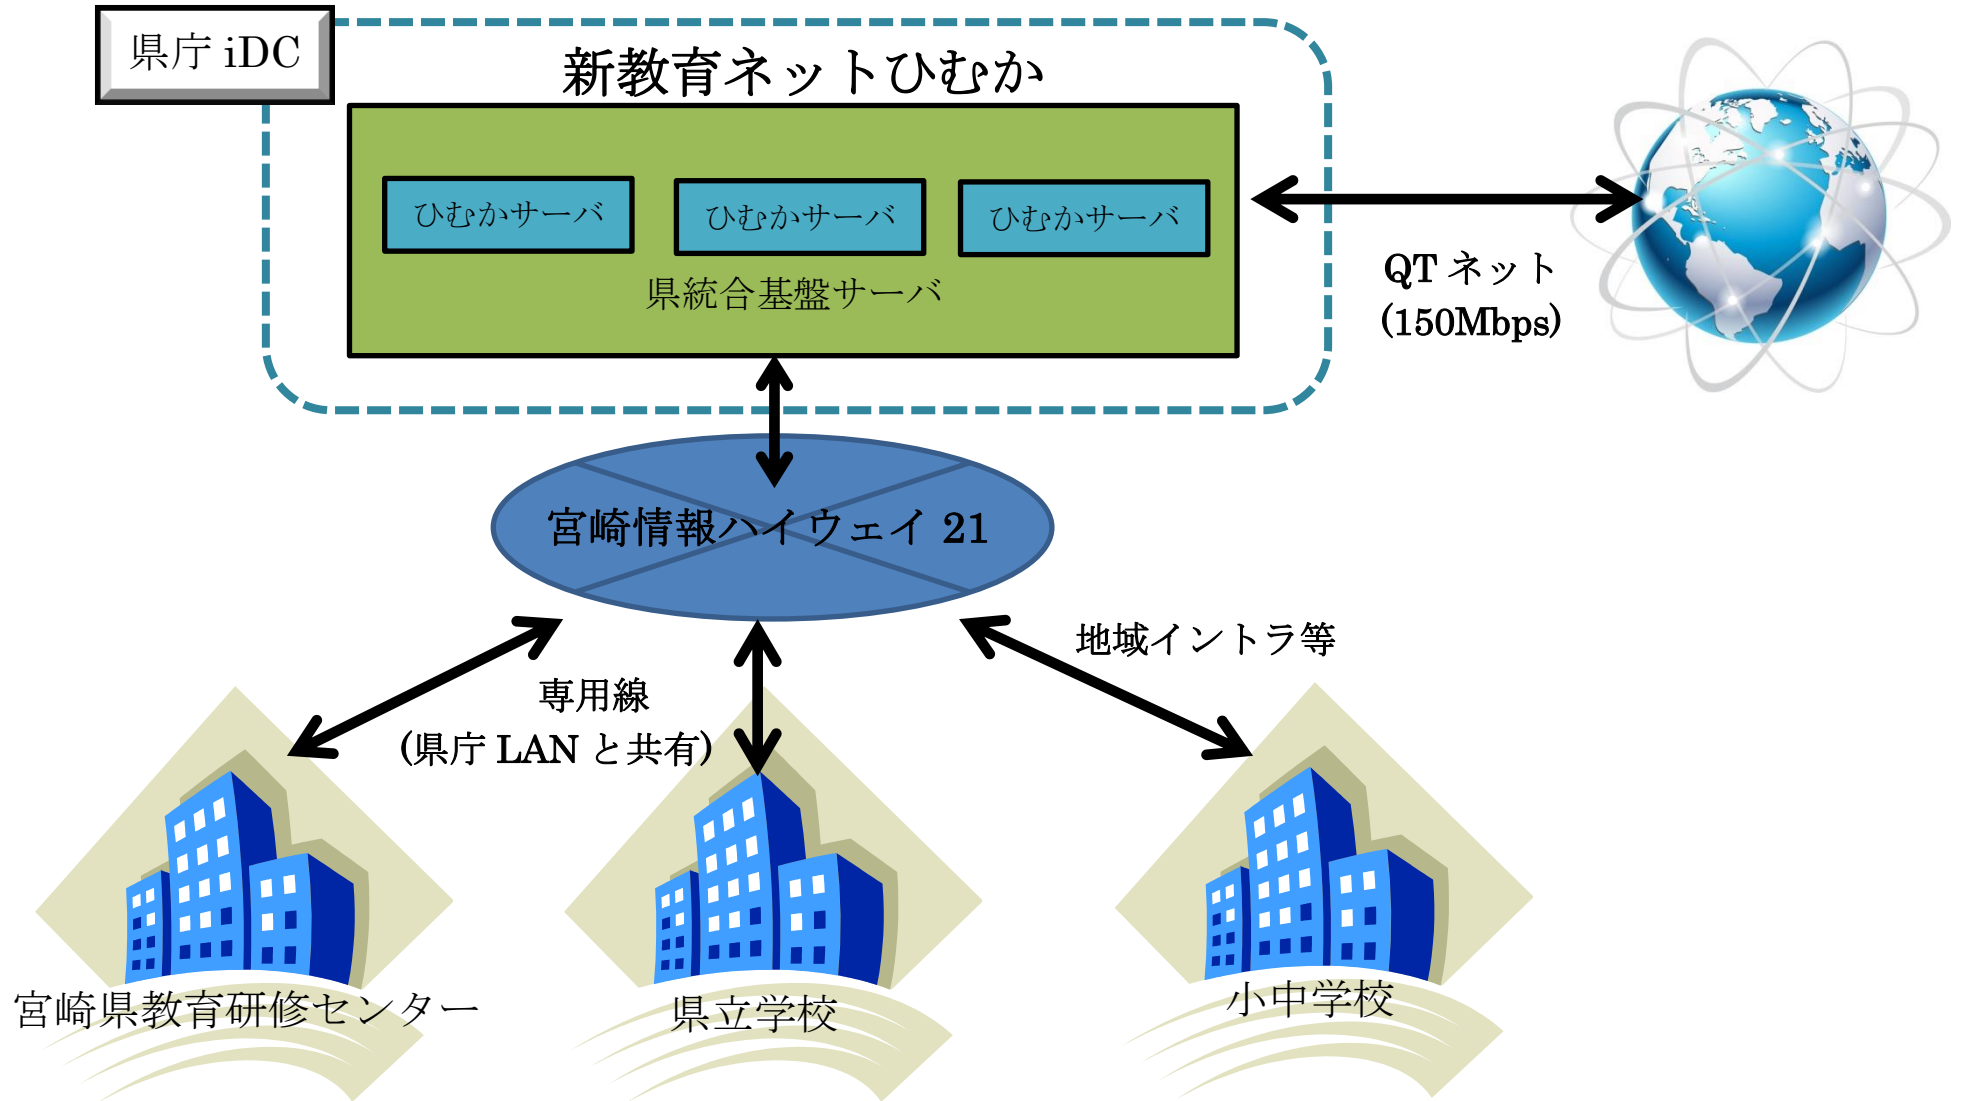 県庁 iDC
新教育ネットひむか
ひむかサーバ
ひむかサーバ
ひむかサーバ
県統合基盤サーバ
QT ネット
(150Mbps)
宮崎情報ハイウェイ 21
地域イントラ等
専用線
(県庁 LAN と共有)
宮崎県教育研修センター
県立学校
小中学校